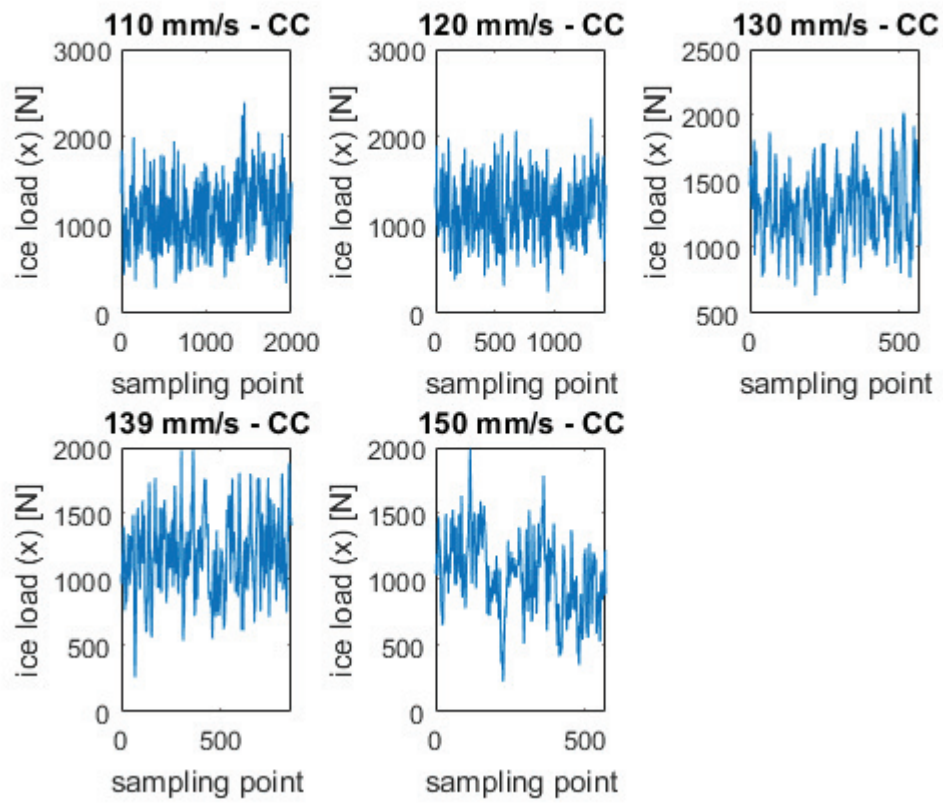 110 mm/s - CC
120 mm/s - CC
130 mm/s - CC
3000
2000
1000
0
ice load (x) [N]
0
1000
2000
sampling point
3000
2000
1000
0
ice load (x) [N]
0
500
1000
sampling point
2500
2000
1500
1000
500
ice load (x) [N]
0
500
sampling point
139 mm/s - CC
150 mm/s - CC
2000
1500
1000
500
0
ice load (x) [N]
0
500
sampling point
2000
1500
1000
500
0
ice load (x) [N]
0
500
sampling point